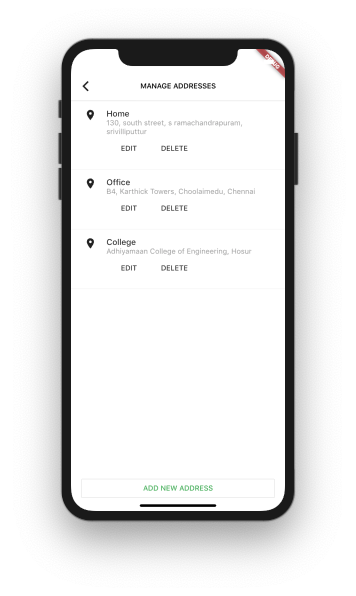 MANAGE ADDRESSES
Home
130, south street, s ramachandrapuram,
srivilliputtur
EDIT DELETE
Office
B4, Karthick Towers, Choolaimedu, Chennai
EDIT DELETE
College
Adhiyamaan College of Engineering, Hosur
EDIT DELETE
ADD NEW ADDRESS